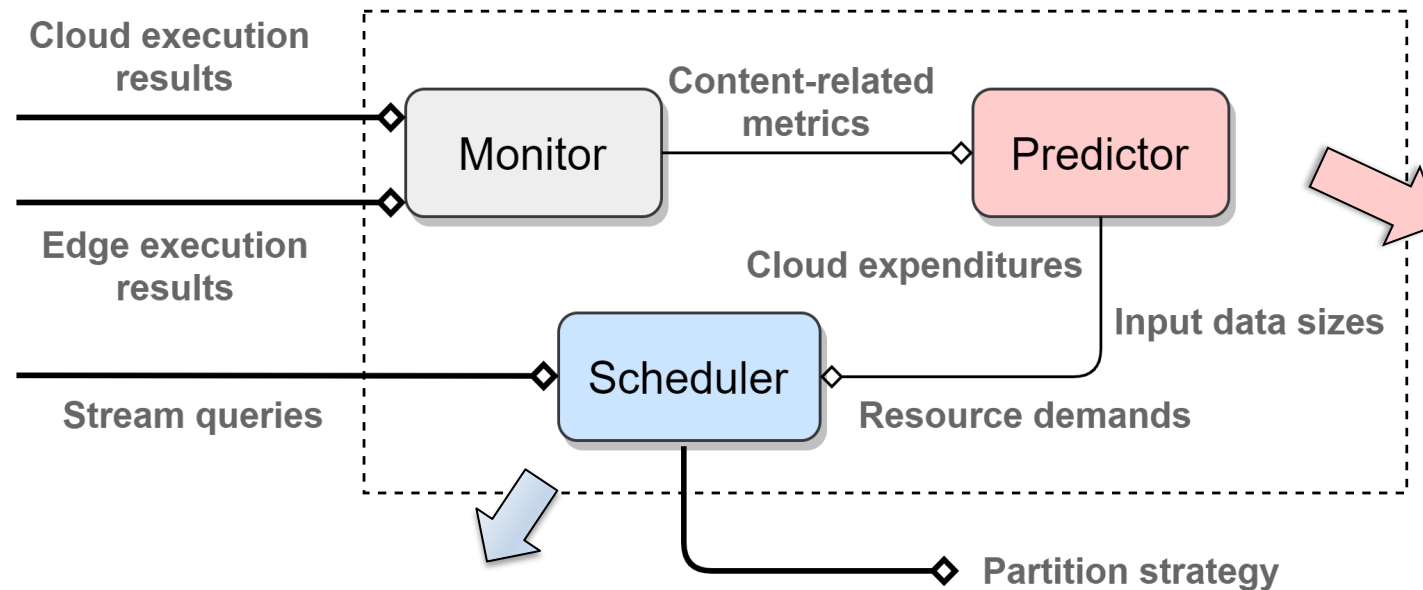 Cloud execution
results
Content-related
metrics
Monitor
Predictor
Edge execution
results
Cloud expenditures
Input data sizes
Scheduler
Stream queries
Resource demands
Partition strategy